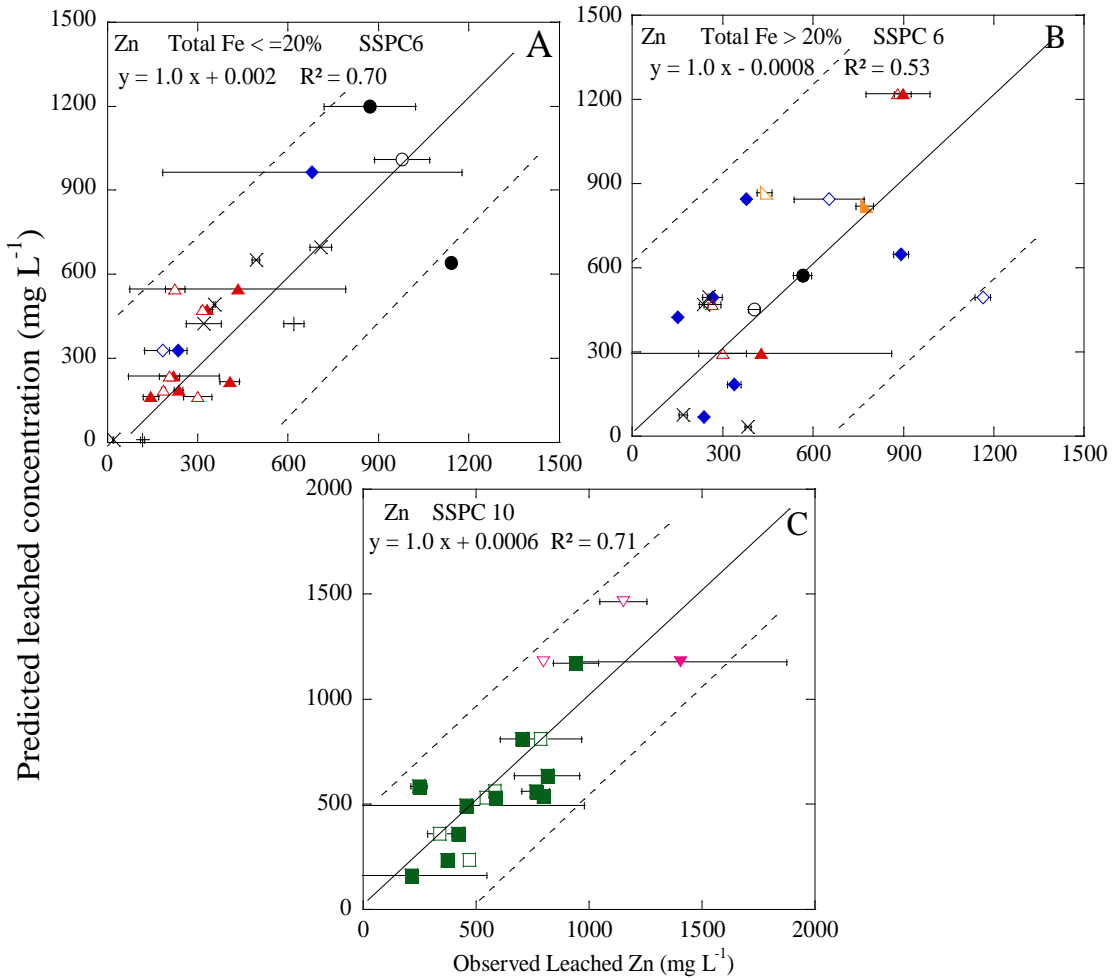 Predicted leached concentration (mg L⁻¹)
1500
1200
900
600
300
0
Zn Total Fe < =20% SSPC6
A
y = 1.0 x + 0.002 R² = 0.70
0 300 600 900 1200 1500
1500
1200
900
600
300
0
Zn Total Fe > 20% SSPC 6
B
y = 1.0 x - 0.0008 R² = 0.53
300 600 900 1200 1500
2000
1500
1000
500
0
Zn SSPC 10
C
y = 1.0 x + 0.0006 R² = 0.71
0 500 1000 1500 2000
Observed Leached Zn (mg L⁻¹)